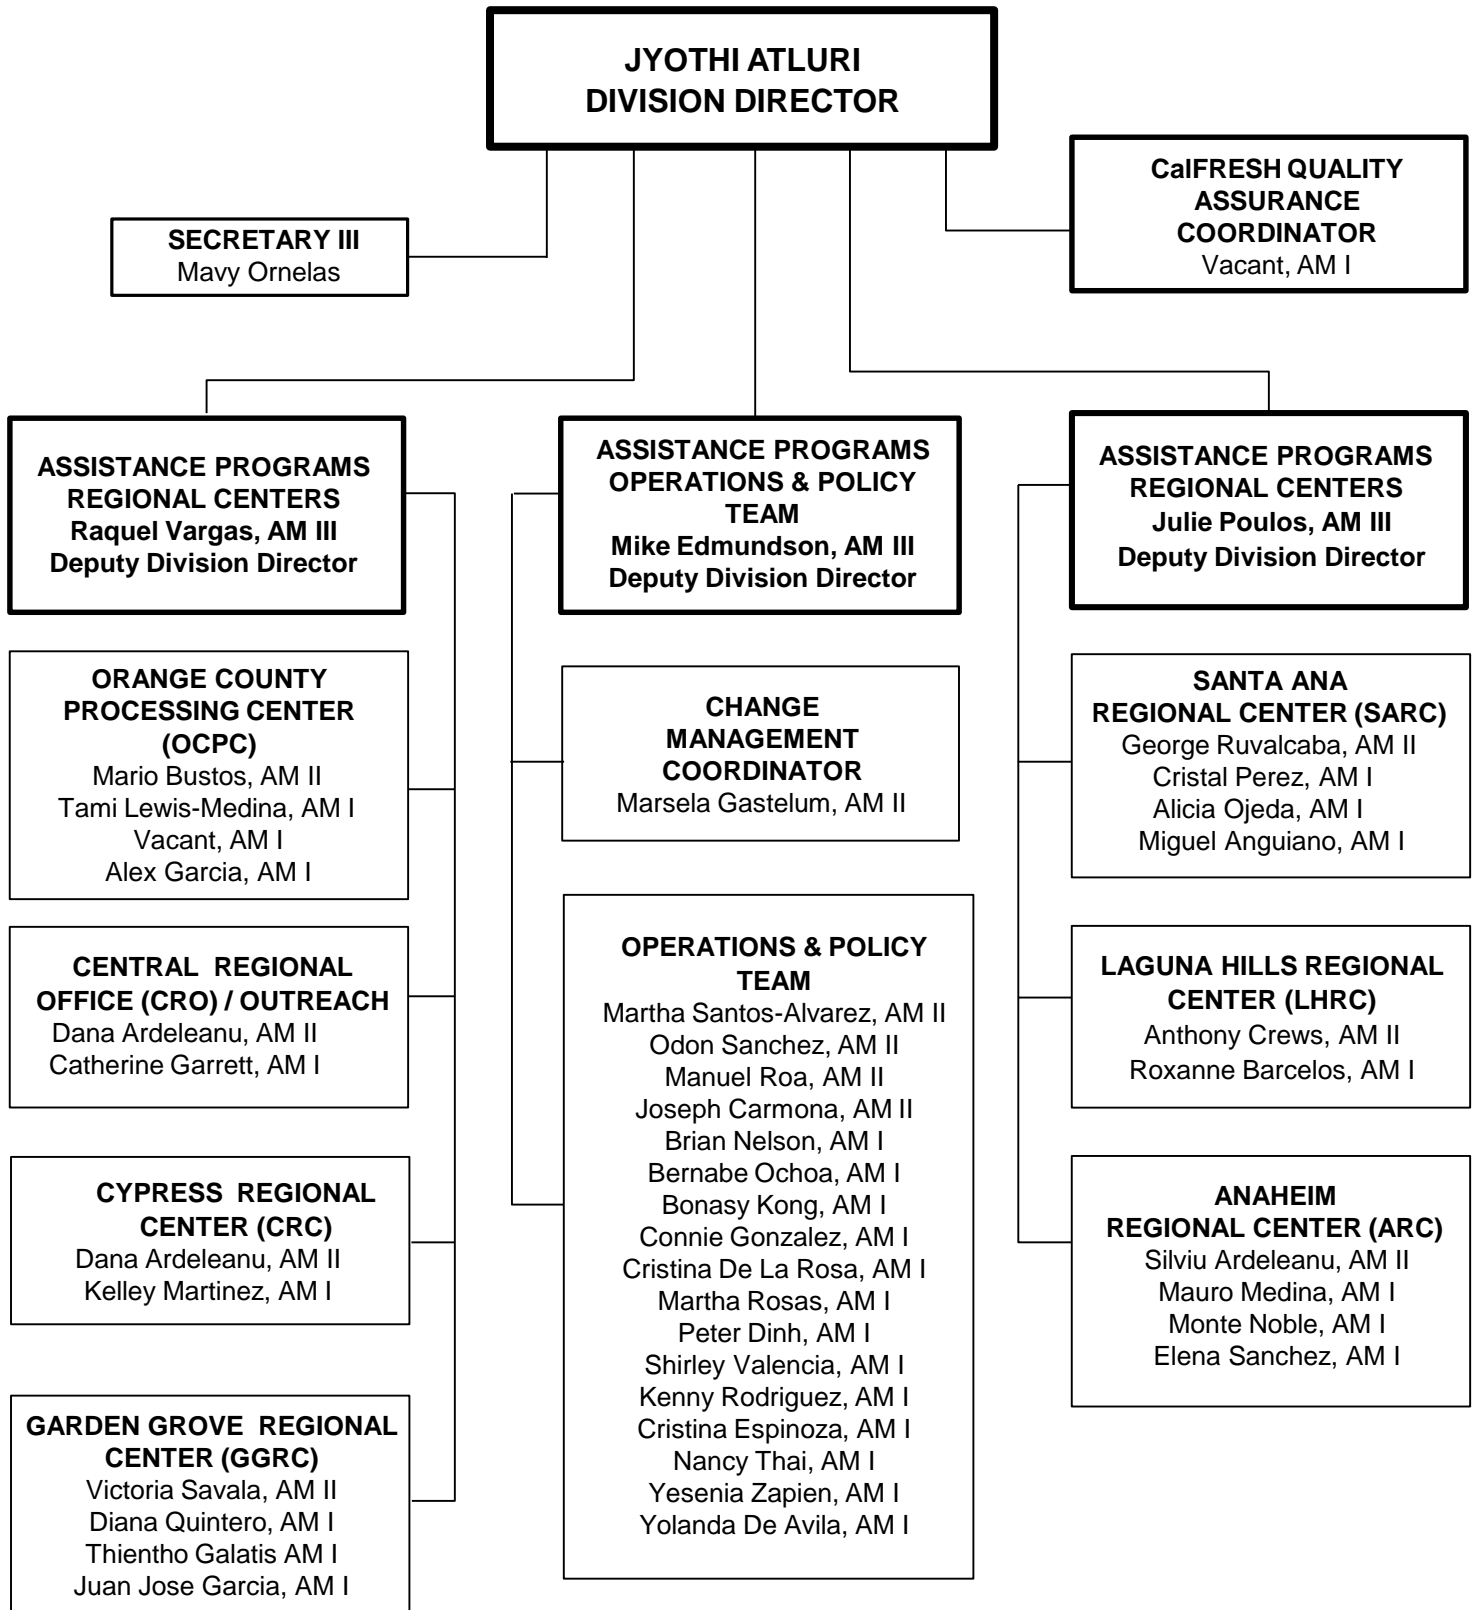 JYOTHI ATLURI
DIVISION DIRECTOR
SECRETARY III
Mavy Ornelas
CalFRESH QUALITY
ASSURANCE
COORDINATOR
Vacant, AM I
ASSISTANCE PROGRAMS
REGIONAL CENTERS
Raquel Vargas, AM III
Deputy Division Director
ASSISTANCE PROGRAMS
OPERATIONS & POLICY
TEAM
Mike Edmundson, AM III
Deputy Division Director
ASSISTANCE PROGRAMS
REGIONAL CENTERS
Julie Poulos, AM III
Deputy Division Director
ORANGE COUNTY
PROCESSING CENTER
(OCPC)
Mario Bustos, AM II
Tami Lewis-Medina, AM I
Vacant, AM I
Alex Garcia, AM I
CENTRAL REGIONAL
OFFICE (CRO) / OUTREACH
Dana Ardeleanu, AM II
Catherine Garrett, AM I
CYPRESS REGIONAL
CENTER (CRC)
Dana Ardeleanu, AM II
Kelley Martinez, AM I
GARDEN GROVE REGIONAL
CENTER (GGRC)
Victoria Savala, AM II
Diana Quintero, AM I
Thientho Galatis AM I
Juan Jose Garcia, AM I
CHANGE
MANAGEMENT
COORDINATOR
Marsela Gastelum, AM II
OPERATIONS & POLICY
TEAM
Martha Santos-Alvarez, AM II
Odon Sanchez, AM II
Manuel Roa, AM II
Joseph Carmona, AM II
Brian Nelson, AM I
Bernabe Ochoa, AM I
Bonasy Kong, AM I
Connie Gonzalez, AM I
Cristina De La Rosa, AM I
Martha Rosas, AM I
Peter Dinh, AM I
Shirley Valencia, AM I
Kenny Rodriguez, AM I
Cristina Espinoza, AM I
Nancy Thai, AM I
Yesenia Zapien, AM I
Yolanda De Avila, AM I
SANTA ANA
REGIONAL CENTER (SARC)
George Ruvalcaba, AM II
Cristal Perez, AM I
Alicia Ojeda, AM I
Miguel Anguiano, AM I
LAGUNA HILLS REGIONAL
CENTER (LHRC)
Anthony Crews, AM II
Roxanne Barcelos, AM I
ANAHEIM
REGIONAL CENTER (ARC)
Silviu Ardeleanu, AM II
Mauro Medina, AM I
Monte Noble, AM I
Elena Sanchez, AM I